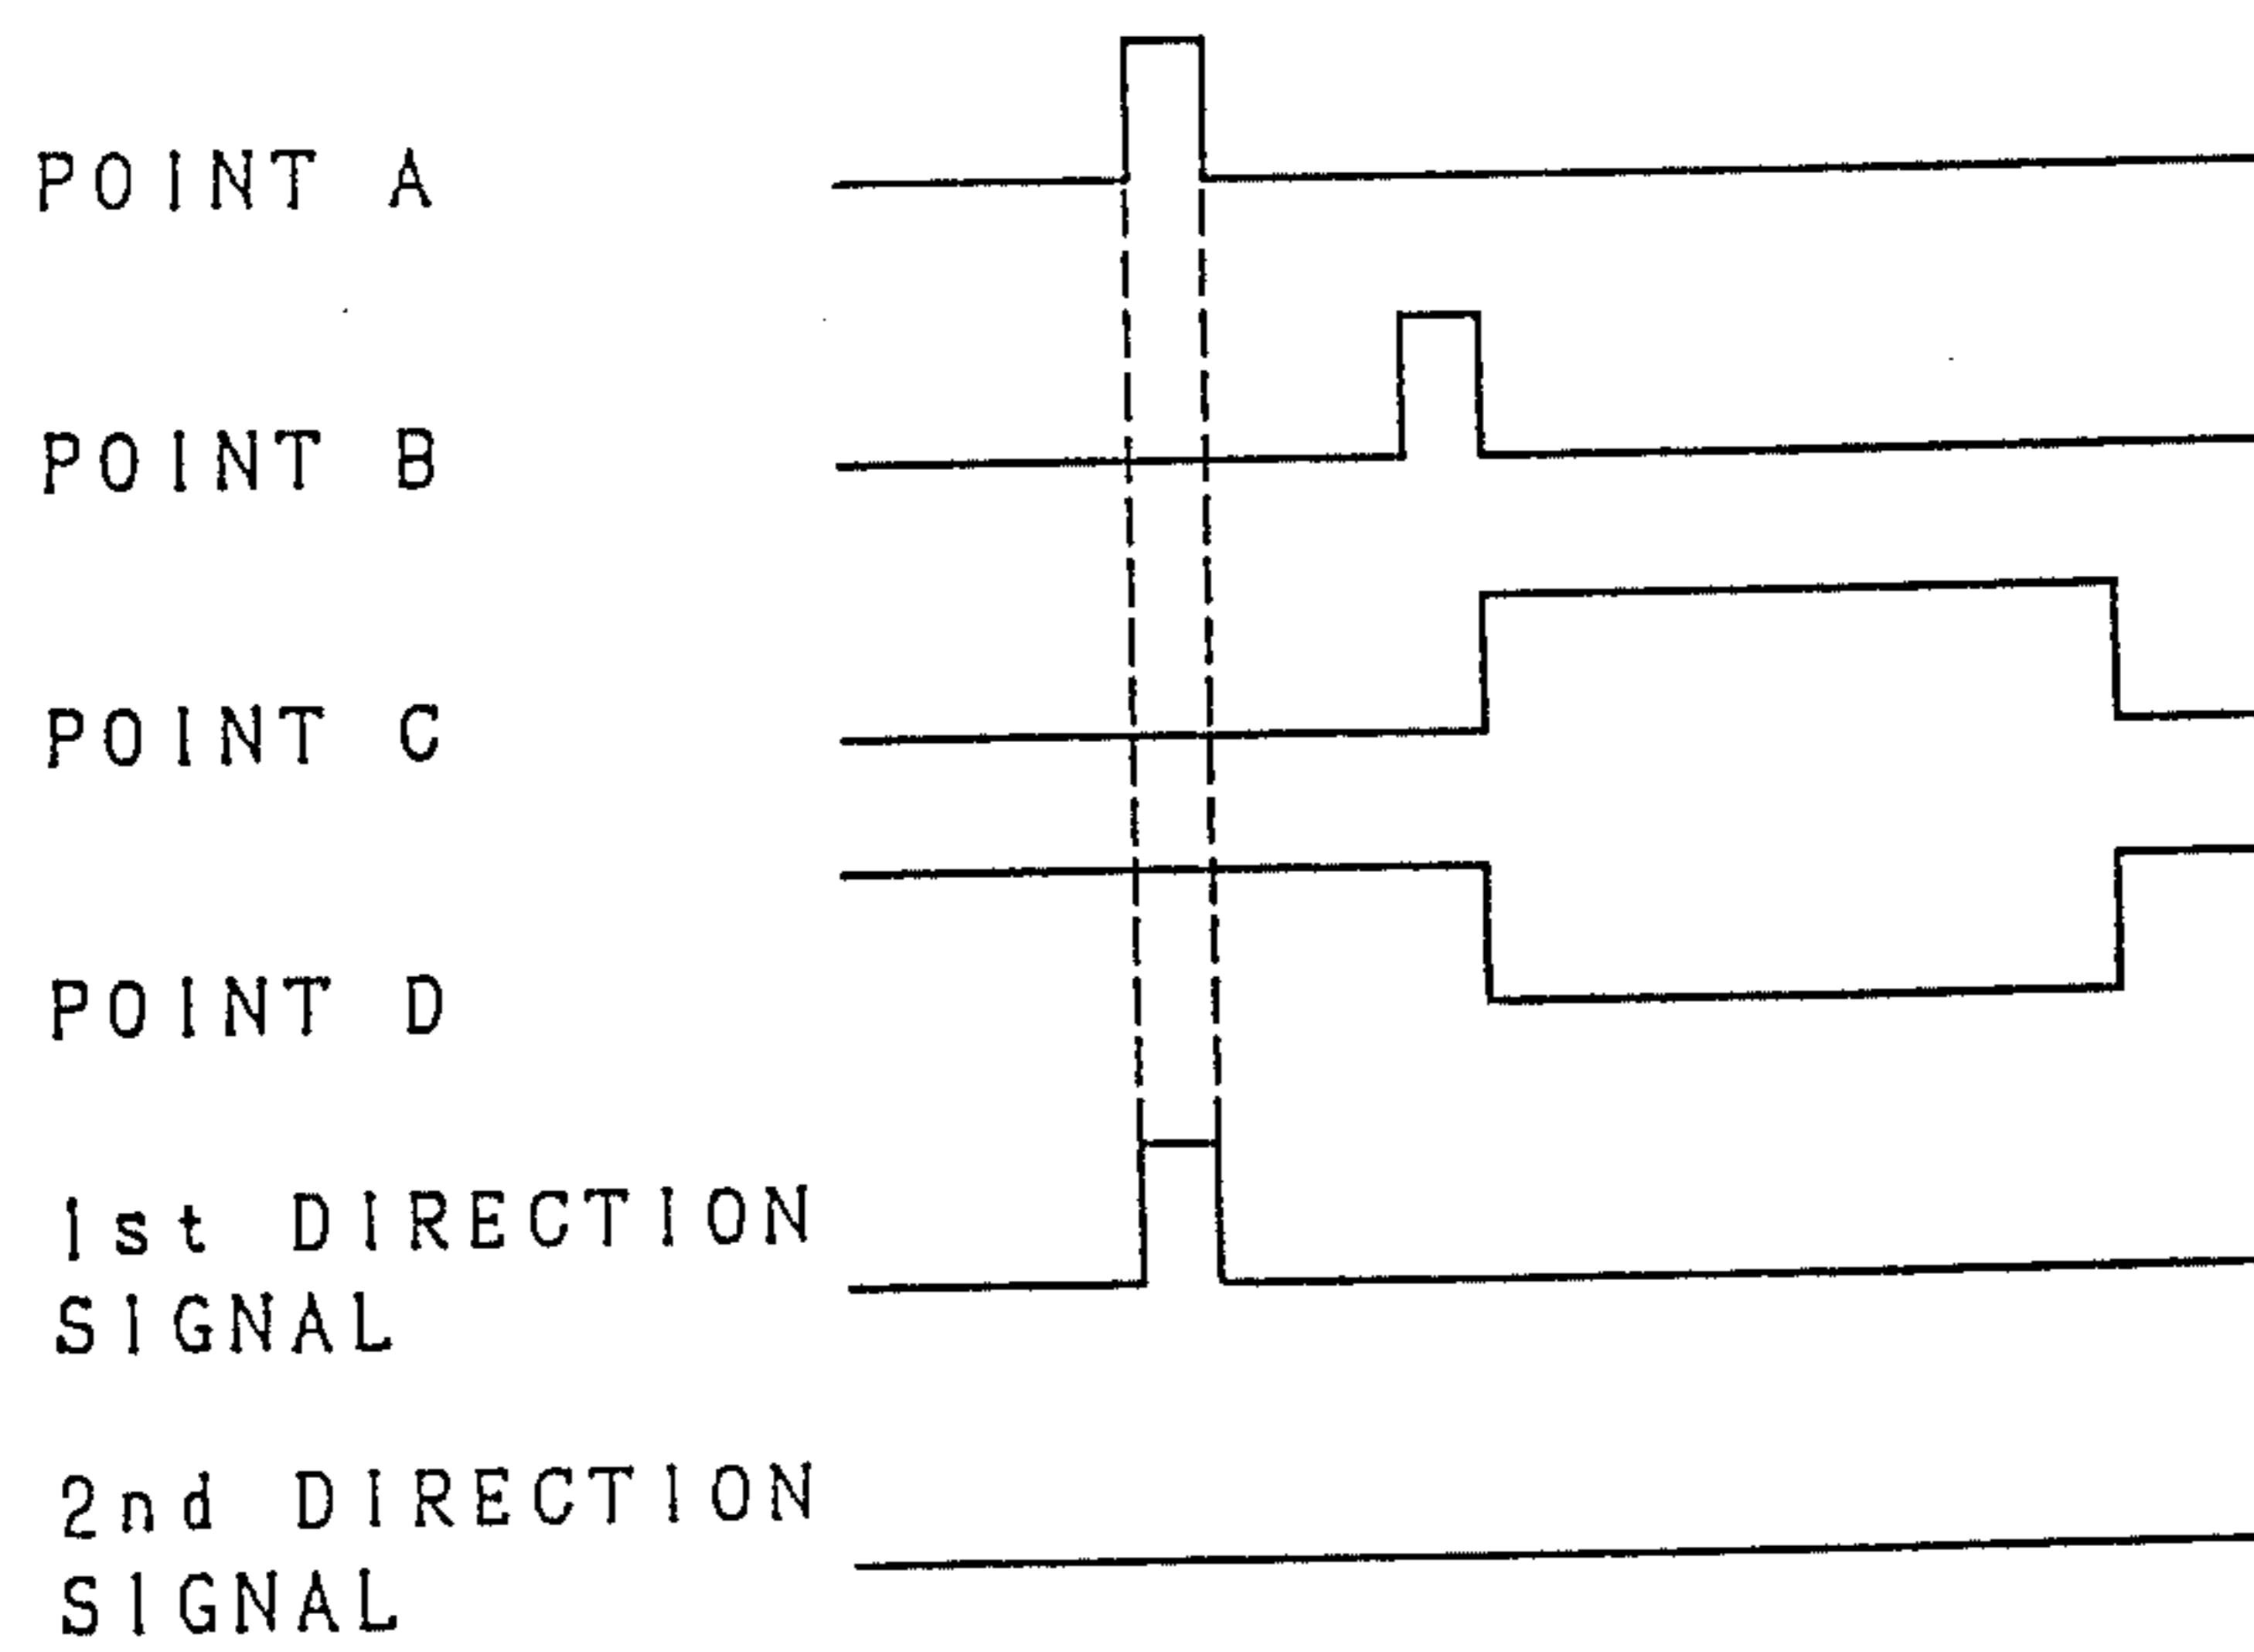 POINT A
POINT B
POINT C
POINT D
1st DIRECTION
SIGNAL
2nd DIRECTION
SIGNAL